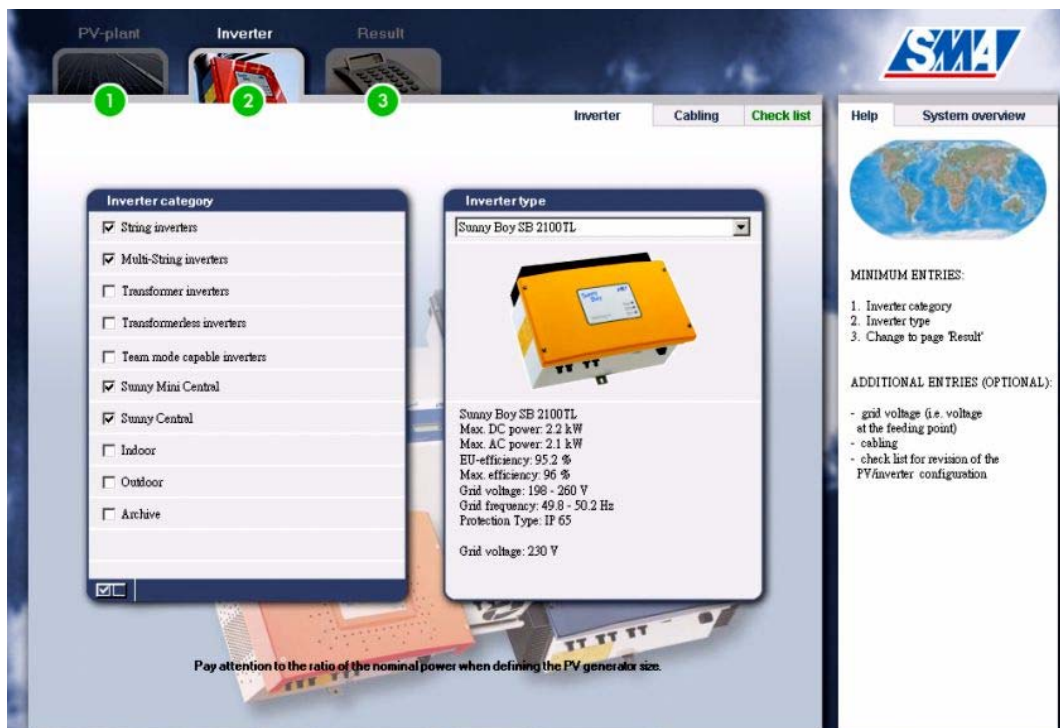 PV-plant
Inverter
Result
1
2
3
SMA
Inverter
Cabling
Check list
Help
System overview
Inverter category
String inverters
Multi-String inverters
Transformer inverters
Transformerless inverters
Team mode capable inverters
Sunny Mini Central
Sunny Central
Indoor
Outdoor
Archive
Inverter type
Sunny Boy SB 2100TL
Sunny
Boy
Sunny Boy SB 2100TL
Max. DC power: 2.2 kW
Max. AC power: 2.1 kW
EU-efficiency: 95.2 %
Max. efficiency: 96 %
Grid voltage: 198 - 260 V
Grid frequency: 49.8 - 50.2 Hz
Protection Type: IP 65
Grid voltage: 230 V
MINIMUM ENTRIES:
1. Inverter category
2. Inverter type
3. Change to page 'Result'
ADDITIONAL ENTRIES (OPTIONAL):
- grid voltage (i.e. voltage
at the feeding point)
- cabling
- check list for revision of the
PV/inverter configuration
Pay attention to the ratio of the nominal power when defining the PV generator size.